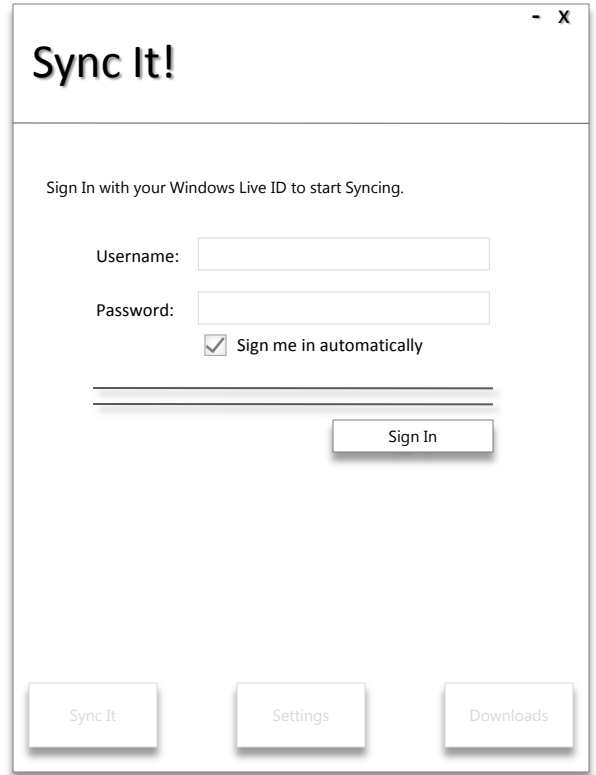 - X
Sync It!
Sign In with your Windows Live ID to start Syncing.
Username:
Password:
Sign me in automatically
Sign In
Sync It Settings Downloads